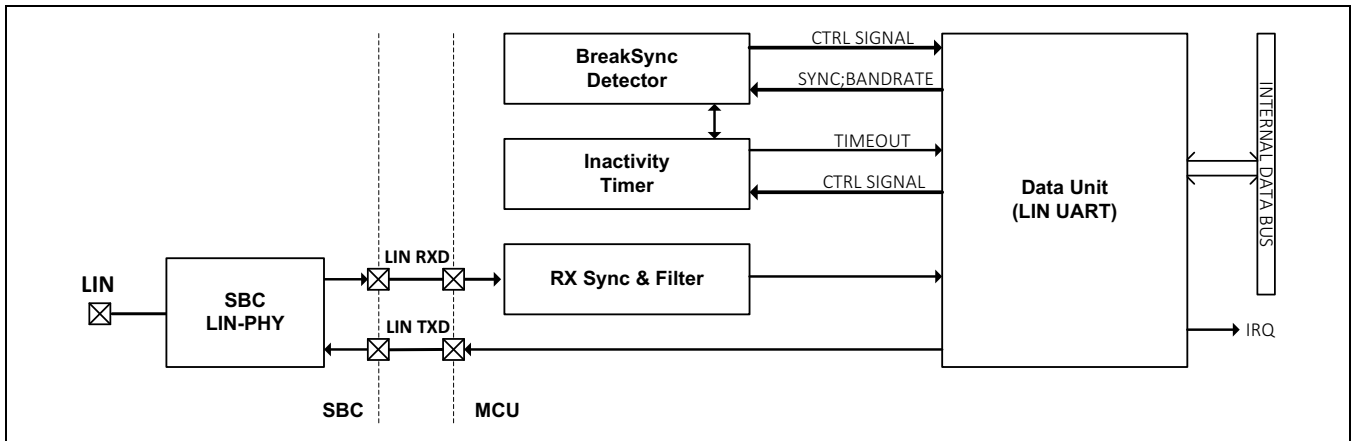 BreakSync
Detector
CTRL SIGNAL
SYNC;BANDRATE
Inactivity
Timer
TIMEOUT
CTRL SIGNAL
Data Unit
(LIN UART)
INTERNAL DATA BUS
LIN
SBC
LIN-PHY
LIN RXD
LIN TXD
RX Sync & Filter
IRQ
SBC
MCU